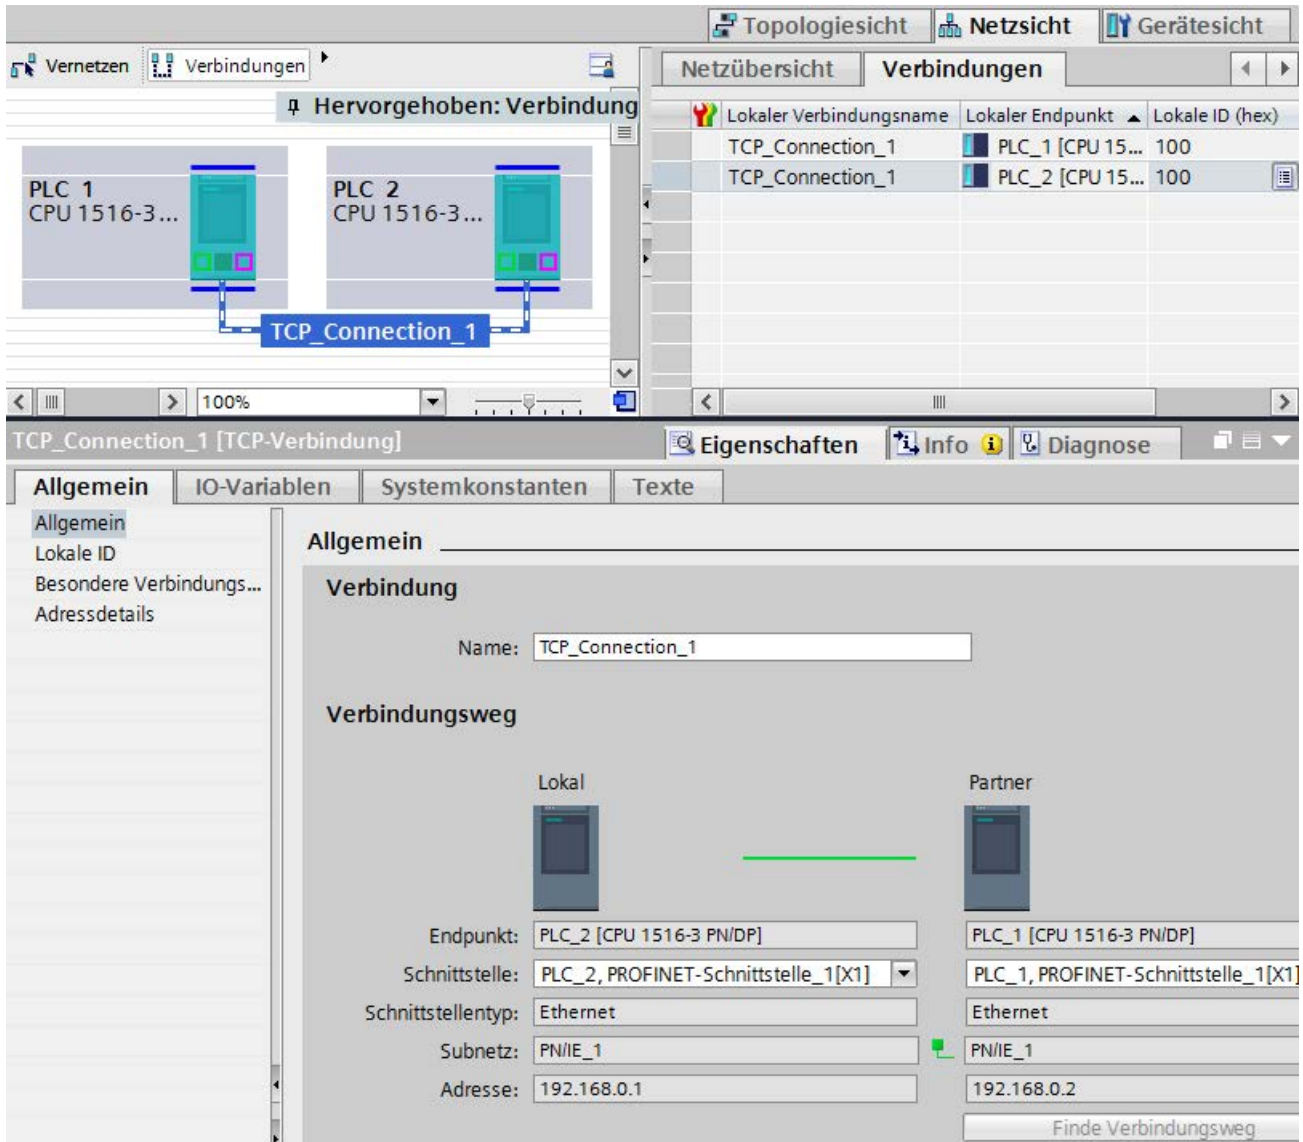 Topologiesicht Netzsicht Gerätesicht
Vernetzen Verbindungen
Netzübersicht Verbindungen
Hervorgehoben: Verbindung
Lokaler Verbindungsname Lokaler Endpunkt Lokale ID (hex)
TCP_Connection_1 PLC_1 [CPU 15... 100
TCP_Connection_1 PLC_2 [CPU 15... 100
PLC_1
CPU 1516-3...
PLC_2
CPU 1516-3...
TCP_Connection_1
100%
TCP_Connection_1 [TCP-Verbindung]
Eigenschaften Info Diagnose
Allgemein IO-Variablen Systemkonstanten Texte
Allgemein
Lokale ID
Besondere Verbindungs...
Adressdetails
Allgemein
Verbindung
Name: TCP_Connection_1
Verbindungsweg
Lokal Partner
Endpunkt: PLC_2 [CPU 1516-3 PN/DP] PLC_1 [CPU 1516-3 PN/DP]
Schnittstelle: PLC_2, PROFINET-Schnittstelle_1[X1] PLC_1, PROFINET-Schnittstelle_1[X1]
Schnittstellentyp: Ethernet Ethernet
Subnetz: PN/IE_1 PN/IE_1
Adresse: 192.168.0.1 192.168.0.2
Finde Verbindungsweg